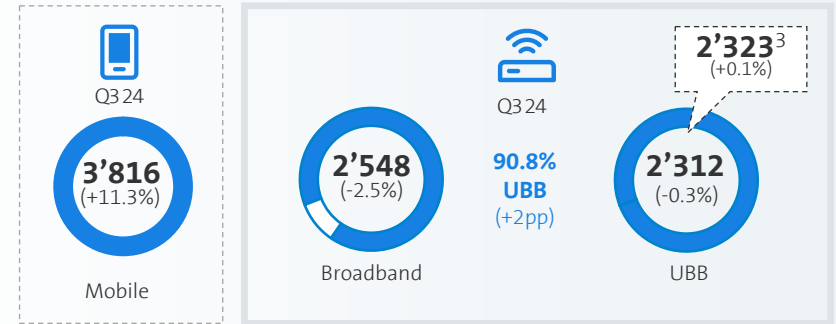 Q3 24
3’816
(+11.3%)
Mobile
2’548
(-2.5%)
Broadband
Q3 24
90.8%
UBB
(+2pp)
2’323³
(+0.1%)
2’312
(-0.3%)
UBB